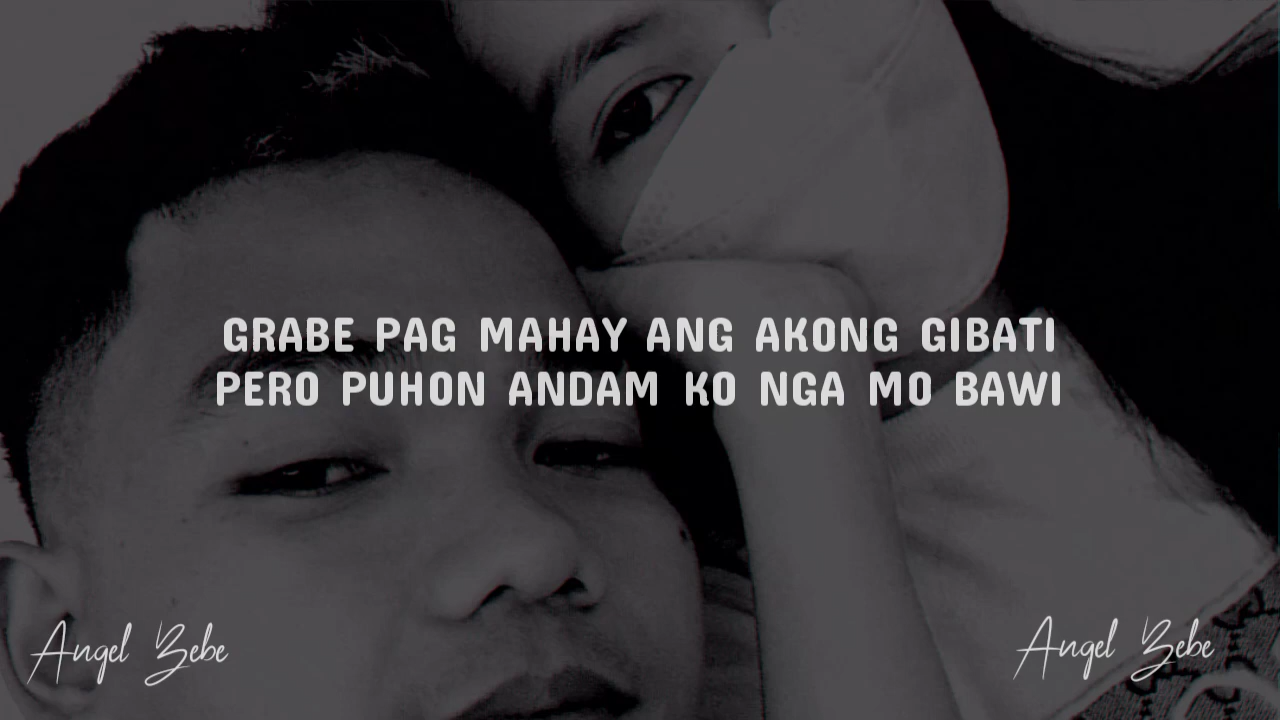 GRABE PAG MAHAY ANG AKONG GIBATI
PERO PUHON ANDAM KO NGA MO BAWI
Angel Bebe
Angel Bebe